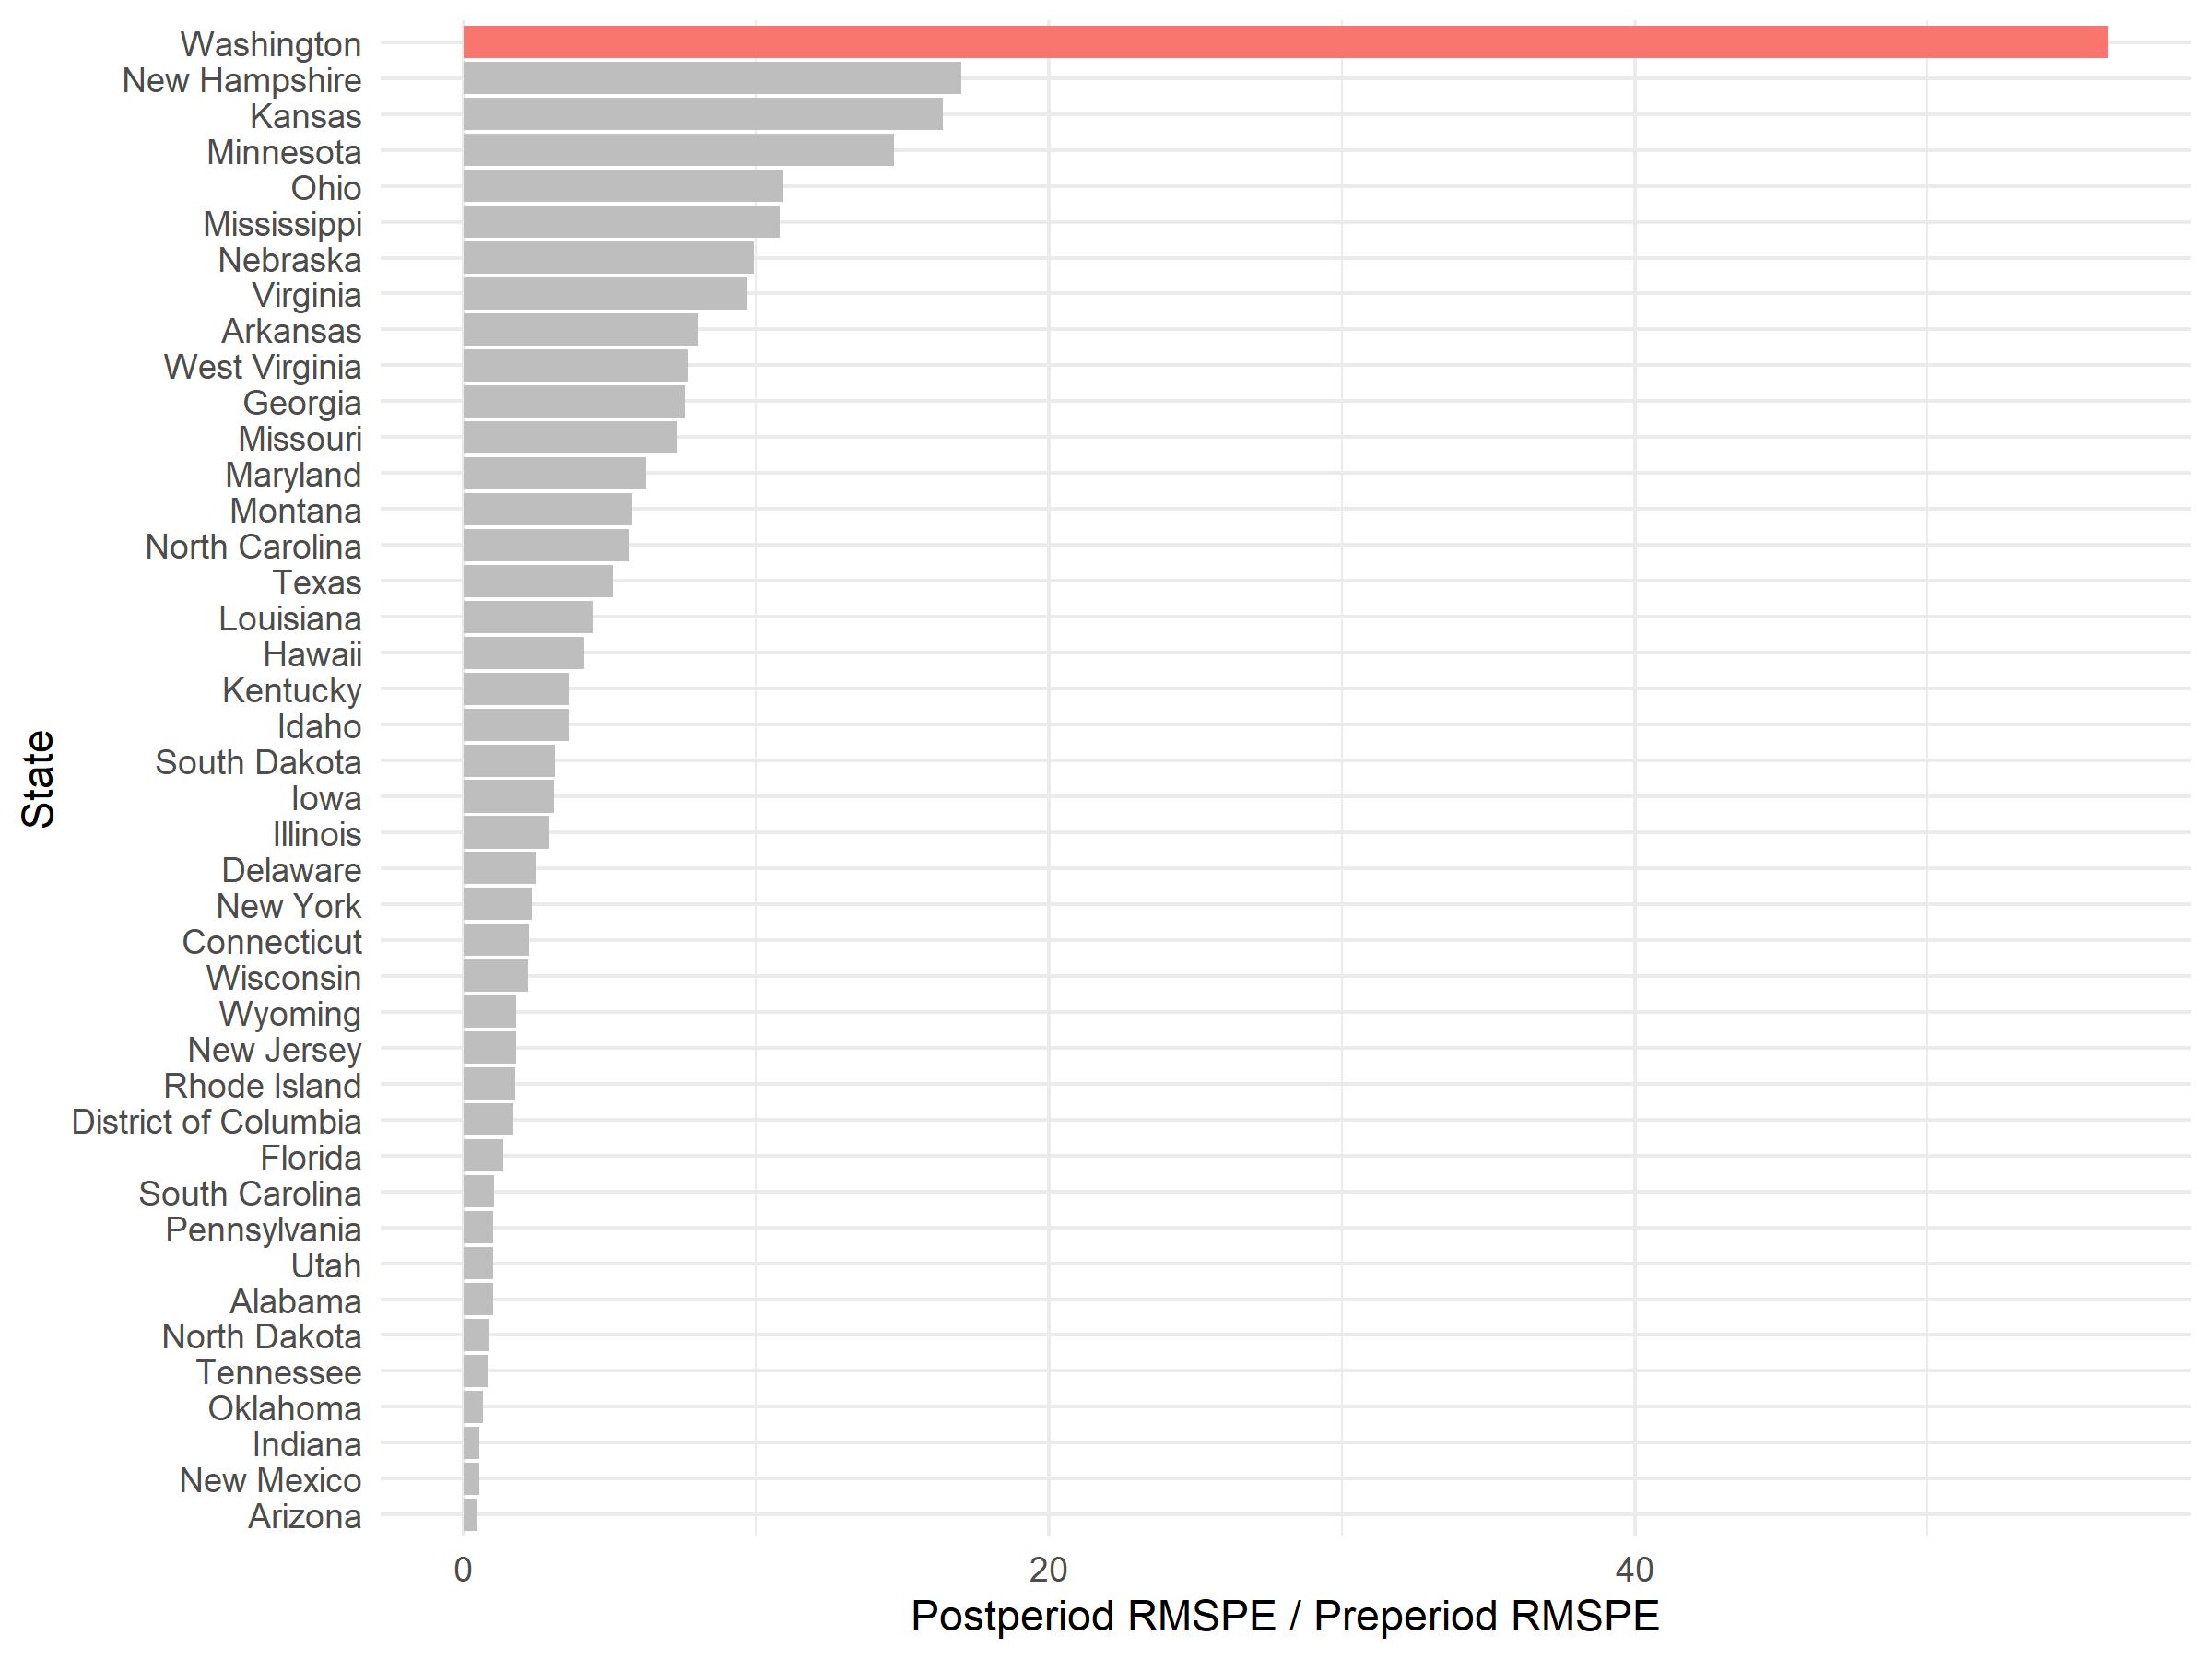 Washington
New Hampshire
Kansas
Minnesota
Ohio
Mississippi
Nebraska
Virginia
Arkansas
West Virginia
Georgia
Missouri
Maryland
Montana
North Carolina
Texas
Louisiana
Hawaii
Kentucky
Idaho
South Dakota
Iowa
Illinois
Delaware
New York
Connecticut
Wisconsin
Wyoming
New Jersey
Rhode Island
District of Columbia
Florida
South Carolina
Pennsylvania
Utah
Alabama
North Dakota
Tennessee
Oklahoma
Indiana
New Mexico
Arizona
State
0 20 40
Postperiod RMSPE / Preperiod RMSPE